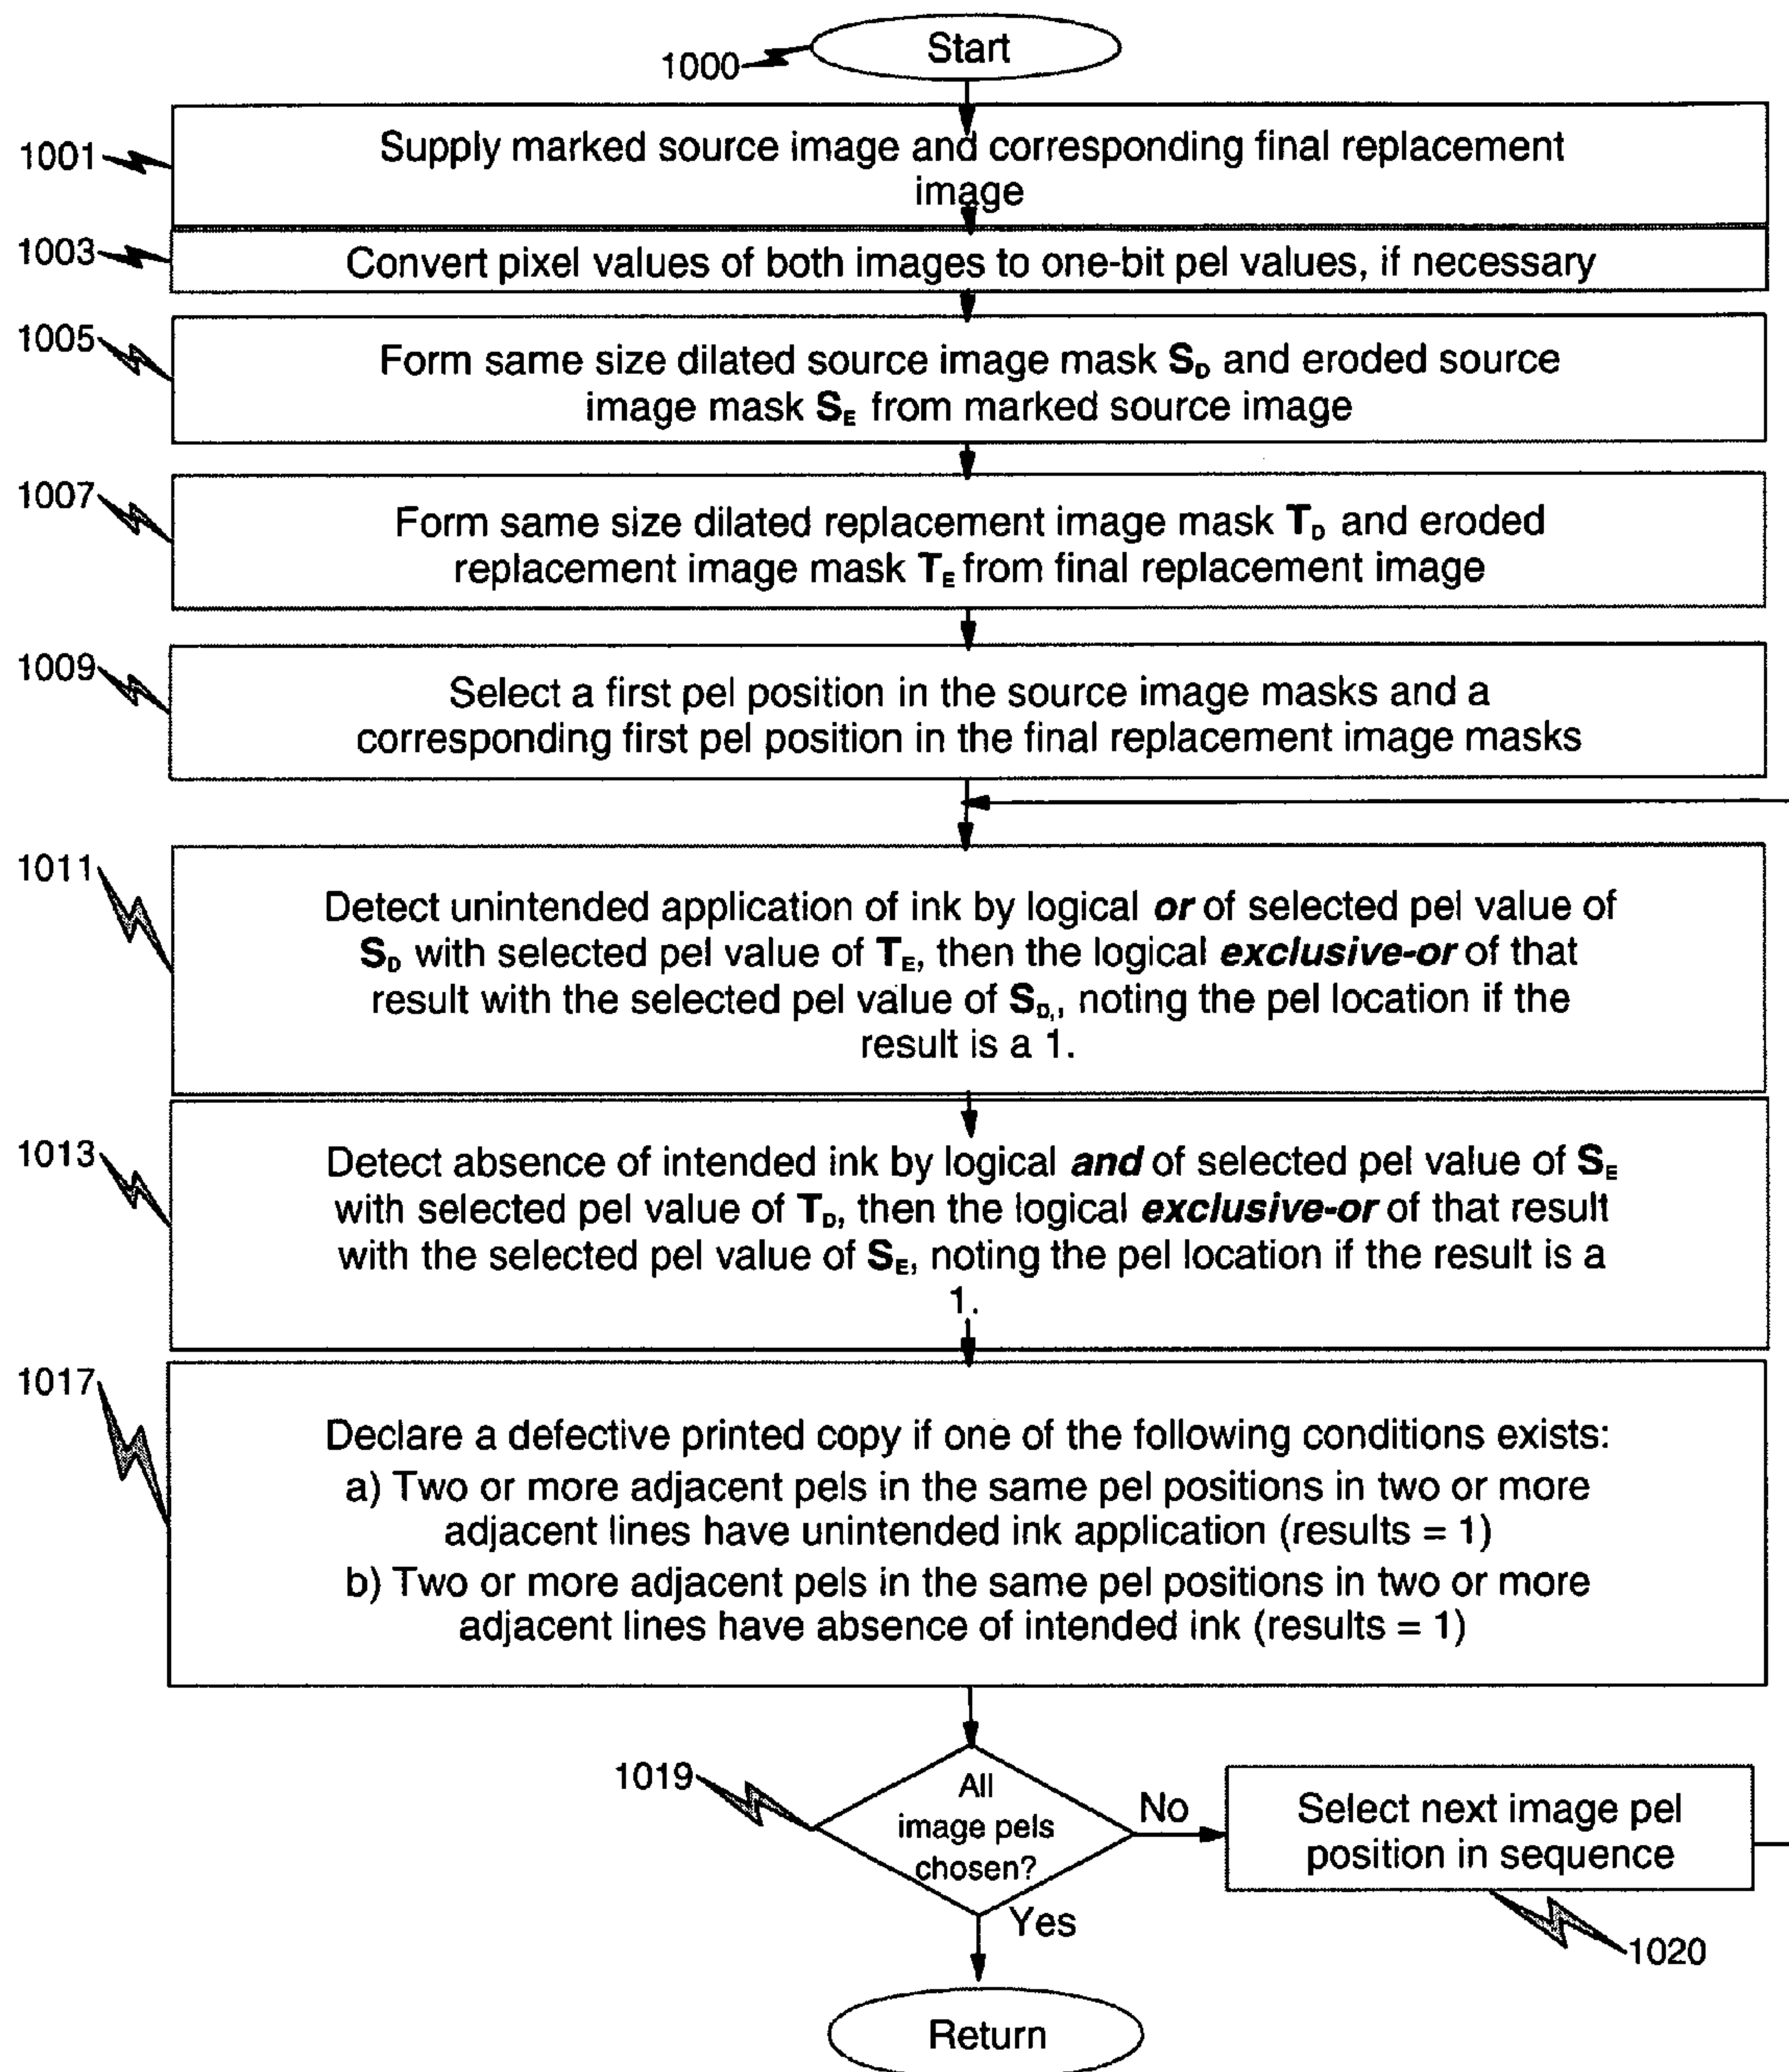 Start
1000
1001
Supply marked source image and corresponding final replacement
image
1003
Convert pixel values of both images to one-bit pel values, if necessary
1005
Form same size dilated source image mask S_D and eroded source
image mask S_E from marked source image
1007
Form same size dilated replacement image mask T_D and eroded
replacement image mask T_E from final replacement image
1009
Select a first pel position in the source image masks and a
corresponding first pel position in the final replacement image masks
1011
Detect unintended application of ink by logical or of selected pel value of
S_D with selected pel value of T_E, then the logical exclusive-or of that
result with the selected pel value of S_D,, noting the pel location if the
result is a 1.
1013
Detect absence of intended ink by logical and of selected pel value of S_E
with selected pel value of T_D, then the logical exclusive-or of that result
with the selected pel value of S_E, noting the pel location if the result is a
1.
1017
Declare a defective printed copy if one of the following conditions exists:
a) Two or more adjacent pels in the same pel positions in two or more
adjacent lines have unintended ink application (results = 1)
b) Two or more adjacent pels in the same pel positions in two or more
adjacent lines have absence of intended ink (results = 1)
1019
All
image pels
chosen?
No
Select next image pel
position in sequence
Yes
1020
Return